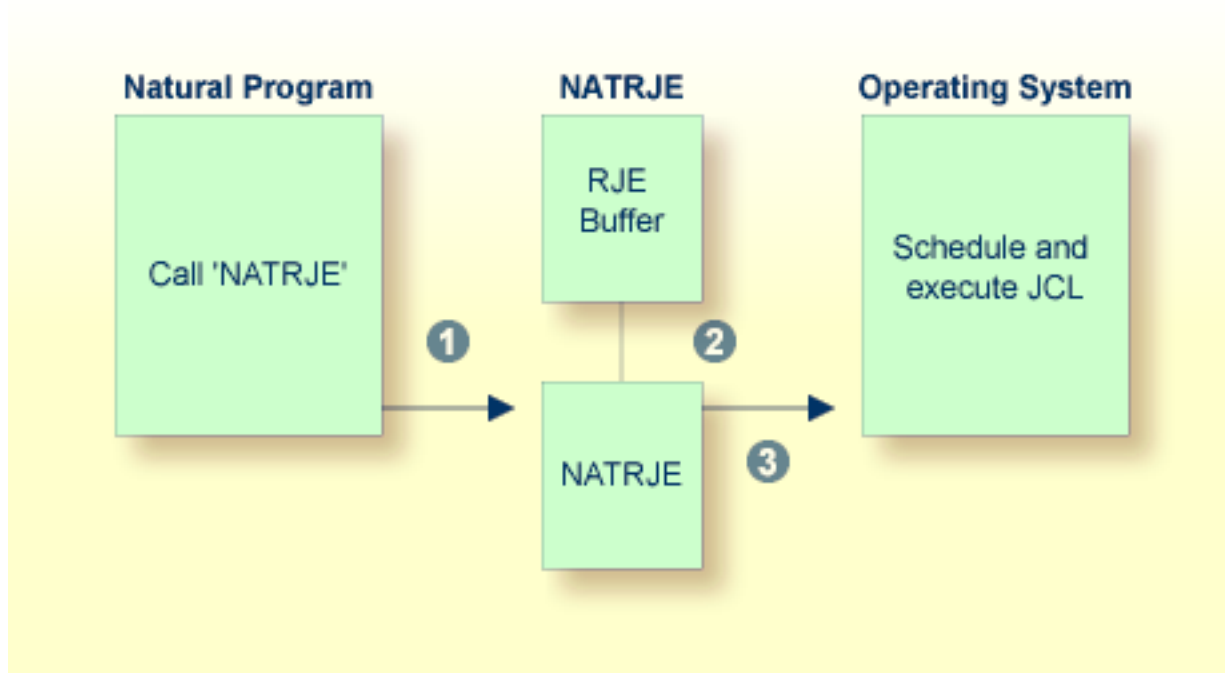 Natural Program
NATRJE
Operating System
Call 'NATRJE'
RJE
Buffer
Schedule and
execute JCL
1
2
3
NATRJE